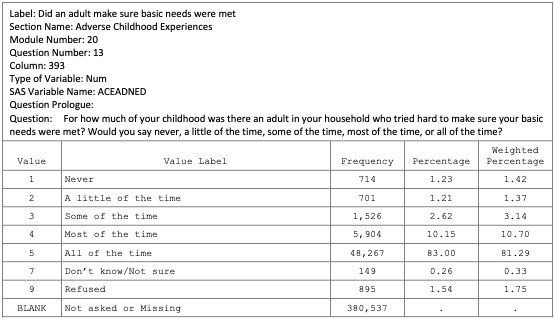 Label: Did an adult make sure basic needs were met
Section Name: Adverse Childhood Experiences
Module Number: 20
Question Number: 13
Column: 393
Type of Variable: Num
SAS Variable Name: ACEADNED
Question Prologue:
Question: For how much of your childhood was there an adult in your household who tried hard to make sure your basic
needs were met? Would you say never, a little of the time, some of the time, most of the time, or all of the time?
Value Value Label Frequency Percentage Weighted Percentage
1 Never 714 1.23 1.42
2 A little of the time 701 1.21 1.37
3 Some of the time 1,526 2.62 3.14
4 Most of the time 5,904 10.15 10.70
5 All of the time 48,267 83.00 81.29
7 Don't know/Not sure 149 0.26 0.33
9 Refused 895 1.54 1.75
BLANK Not asked or Missing 380,537 . .